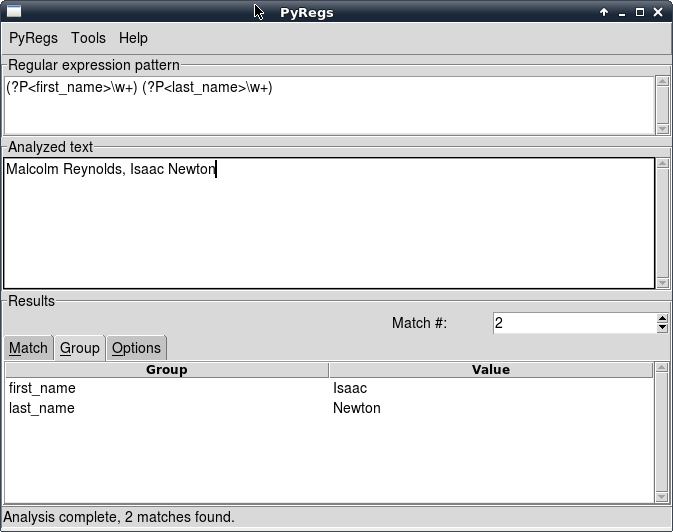 PyRegs
PyRegs Tools Help
Regular expression pattern
(?P<first_name>\w+) (?P<last_name>\w+)
Analyzed text
Malcolm Reynolds, Isaac Newton
Results
Match #: 2
Match Group Options
Group Value
first_name Isaac
last_name Newton
Analysis complete, 2 matches found.